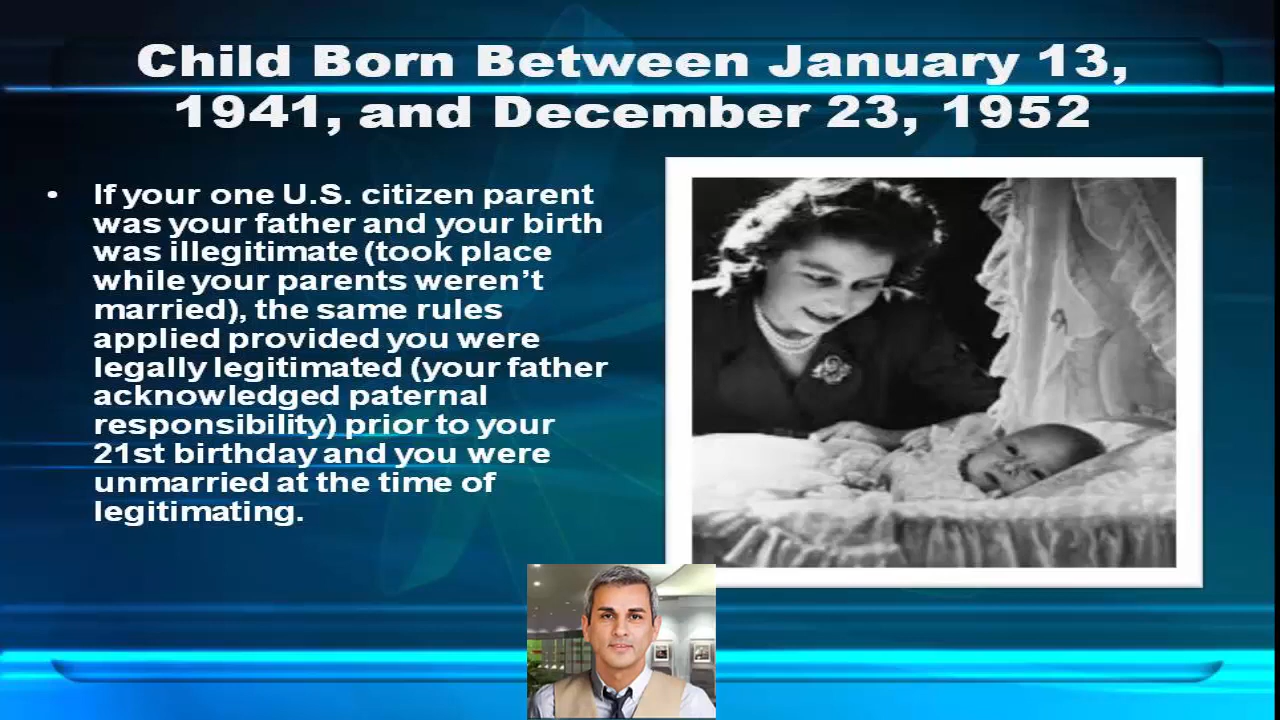 Child Born Between January 13,
1941, and December 23, 1952
• If your one U.S. citizen parent
was your father and your birth
was illegitimate (took place
while your parents weren't
married), the same rules
applied provided you were
legally legitimated (your father
acknowledged paternal
responsibility) prior to your
21st birthday and you were
unmarried at the time of
legitimating.